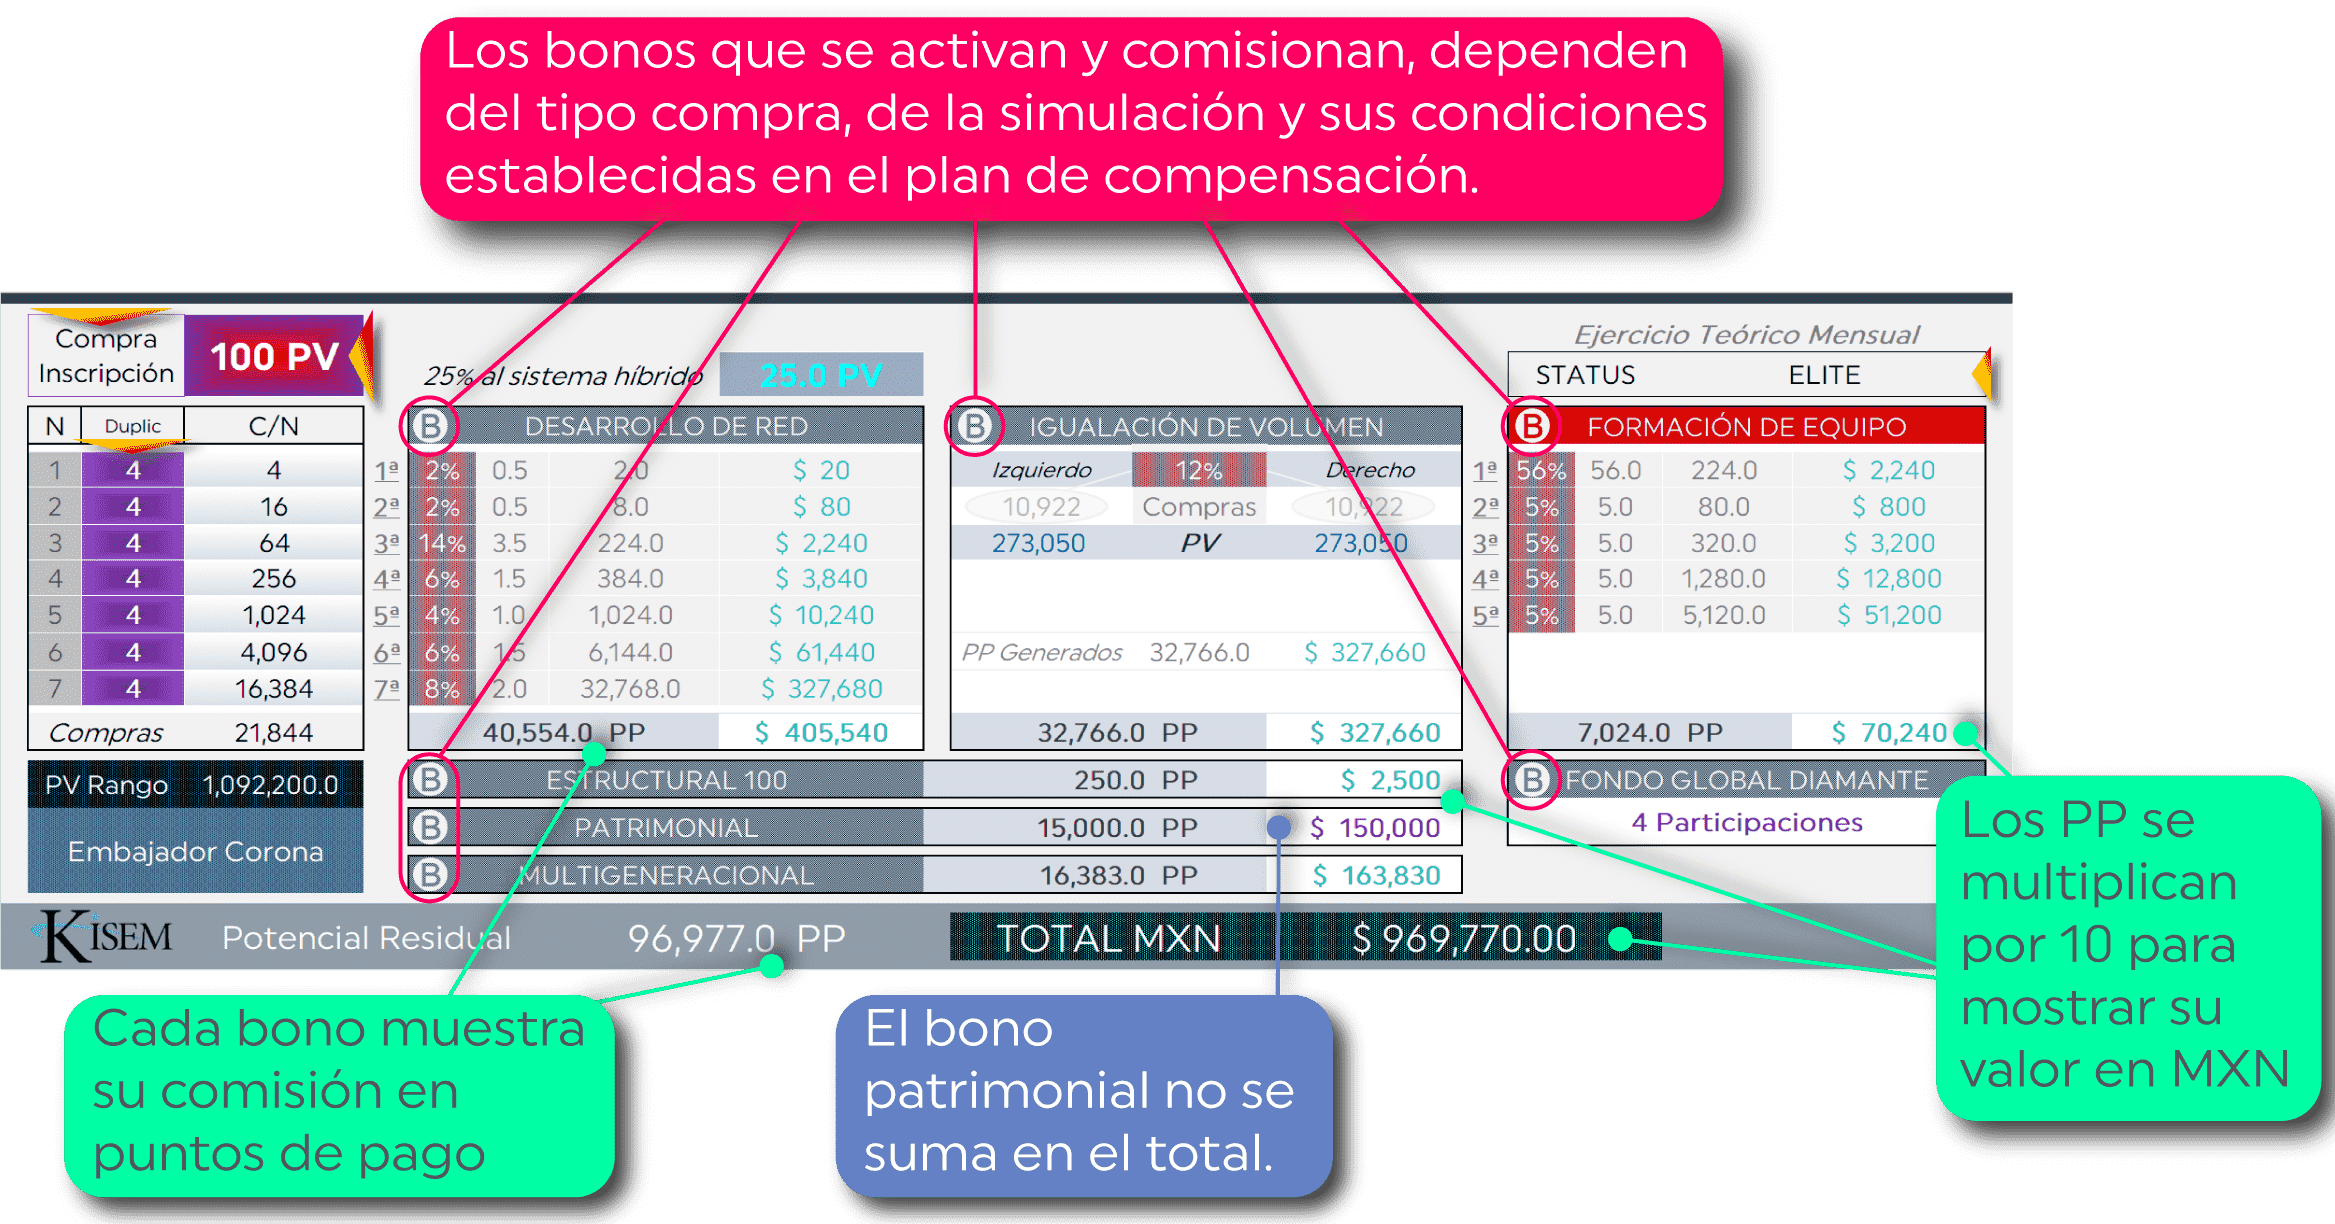 Los bonos que se activan y comisionan, dependen
del tipo compra, de la simulación y sus condiciones
establecidas en el plan de compensación.
Compra
Inscripción
100 PV
25% al sistema híbrido
25.0 PV
Ejercicio Teórico Mensual
STATUS ELITE
N Duplic C/N
1 4 4
2 4 16
3 4 64
4 4 256
5 4 1,024
6 4 4,096
7 4 16,384
Compras 21,844
PV Rango 1,092,200.0
Embajador Corona
B DESARROLLO DE RED
1ª 2% 0.5 2.0 $ 20
2ª 2% 0.5 8.0 $ 80
3ª 14% 3.5 224.0 $ 2,240
4ª 6% 1.5 384.0 $ 3,840
5ª 4% 1.0 1,024.0 $ 10,240
6ª 6% 1.5 6,144.0 $ 61,440
7ª 8% 2.0 32,768.0 $ 327,680
40,554.0 PP $ 405,540
B IGUALACIÓN DE VOLUMEN
Izquierdo 12% Derecho
10,922 Compras 10,922
273,050 PV 273,050
PP Generados 32,766.0 $ 327,660
32,766.0 PP $ 327,660
B FORMACIÓN DE EQUIPO
1ª 56% 56.0 224.0 $ 2,240
2ª 5% 5.0 80.0 $ 800
3ª 5% 5.0 320.0 $ 3,200
4ª 5% 5.0 1,280.0 $ 12,800
5ª 5% 5.0 5,120.0 $ 51,200
7,024.0 PP $ 70,240
B ESTRUCTURAL 100 250.0 PP $ 2,500
B PATRIMONIAL 15,000.0 PP $ 150,000
B MULTIGENERACIONAL 16,383.0 PP $ 163,830
B FONDO GLOBAL DIAMANTE
4 Participaciones
KISEM Potencial Residual 96,977.0 PP TOTAL MXN $ 969,770.00
Cada bono muestra
su comisión en
puntos de pago
El bono
patrimonial no se
suma en el total.
Los PP se
multiplican
por 10 para
mostrar su
valor en MXN